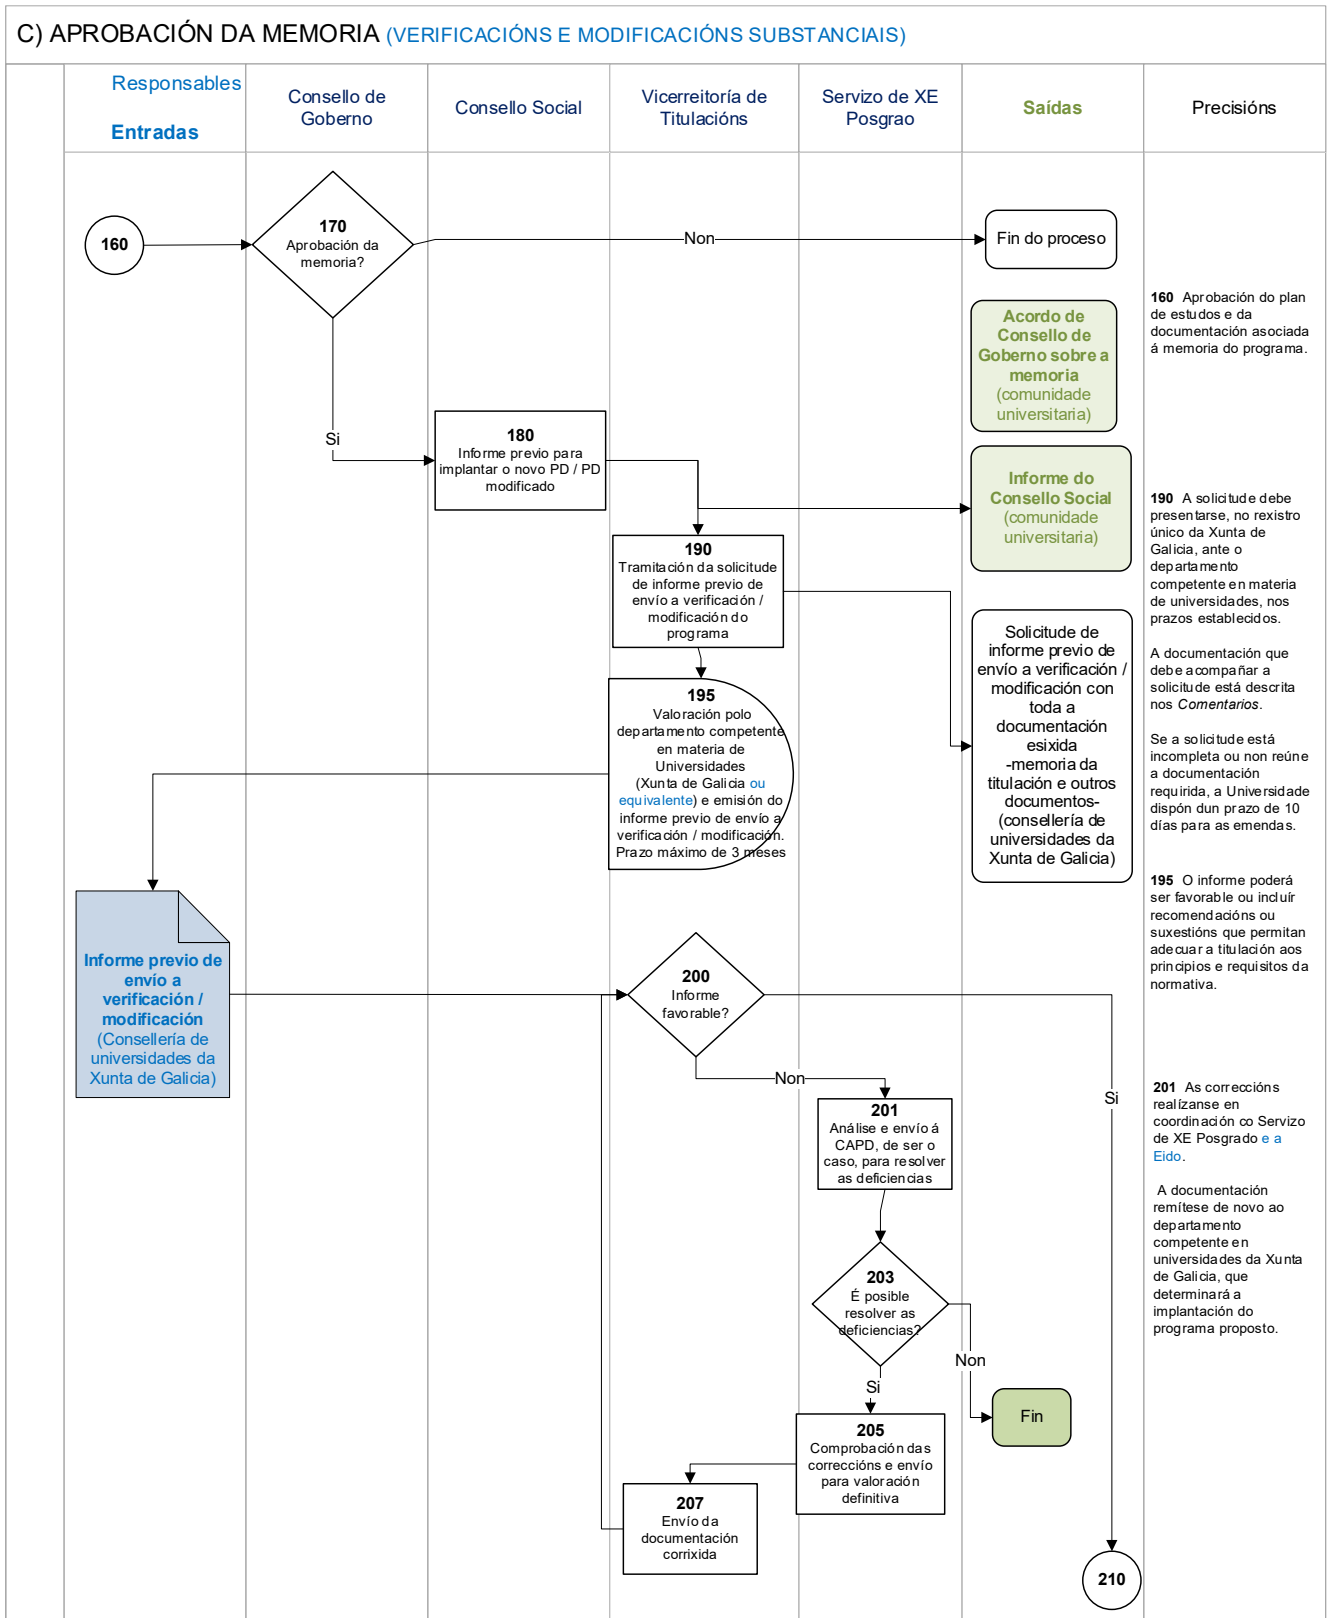 C) APROBACIÓN DA MEMORIA (VERIFICACIÓNS E MODIFICACIÓNS SUBSTANCIAIS)
Responsables
Entradas
Consello de
Goberno
Consello Social
Vicerreitoría de
Titulacións
Servizo de XE
Posgrao
Saídas
Precisións
160
170
Aprobación da
memoria?
Non
Fin do proceso
Si
Acordo de
Consello de
Goberno sobre a
memoria
(comunidade
universitaria)
160 Aprobación do plan
de estudos e da
documentación asociada
á memoria do programa.
180
Informe previo para
implantar o novo PD / PD
modificado
Informe do
Consello Social
(comunidade
universitaria)
190
Tramitación da solicitude
de informe previo de
envío a verificación /
modificación do
programa
190 A solicitude debe
presentarse, no rexistro
único da Xunta de
Galicia, ante o
departamento
competente en materia
de universidades, nos
prazos establecidos.
A documentación que
debe acompañar a
solicitude está descrita
nos Comentarios.
Se a solicitude está
incompleta ou non reúne
a documentación
requirida, a Universidade
dispón dun prazo de 10
días para as emendas.
Solicitude de
informe previo de
envío a verificación /
modificación con
toda a
documentación
esixida
-memoria da
titulación e outros
documentos-
(consellería de
universidades da
Xunta de Galicia)
195
Valoración polo
departamento competente
en materia de
Universidades
(Xunta de Galicia ou
equivalente) e emisión do
informe previo de envío a
verificación / modificación.
Prazo máximo de 3 meses
195 O informe poderá
ser favorable ou incluír
recomendacións ou
suxestións que permitan
adecuar a titulación aos
principios e requisitos da
normativa.
Informe previo de
envío a
verificación /
modificación
(Consellería de
universidades da
Xunta de Galicia)
200
Informe
favorable?
Non
Si
201
Análise e envío á
CAPD, de ser o
caso, para resolver
as deficiencias
201 As correccións
realízanse en
coordinación co Servizo
de XE Posgrado e a
Eido.
A documentación
remítese de novo ao
departamento
competente en
universidades da Xunta
de Galicia, que
determinará a
implantación do
programa proposto.
203
É posible
resolver as
deficiencias?
Non
Si
Fin
205
Comprobación das
correccións e envío
para valoración
definitiva
207
Envío da
documentación
corrixida
210